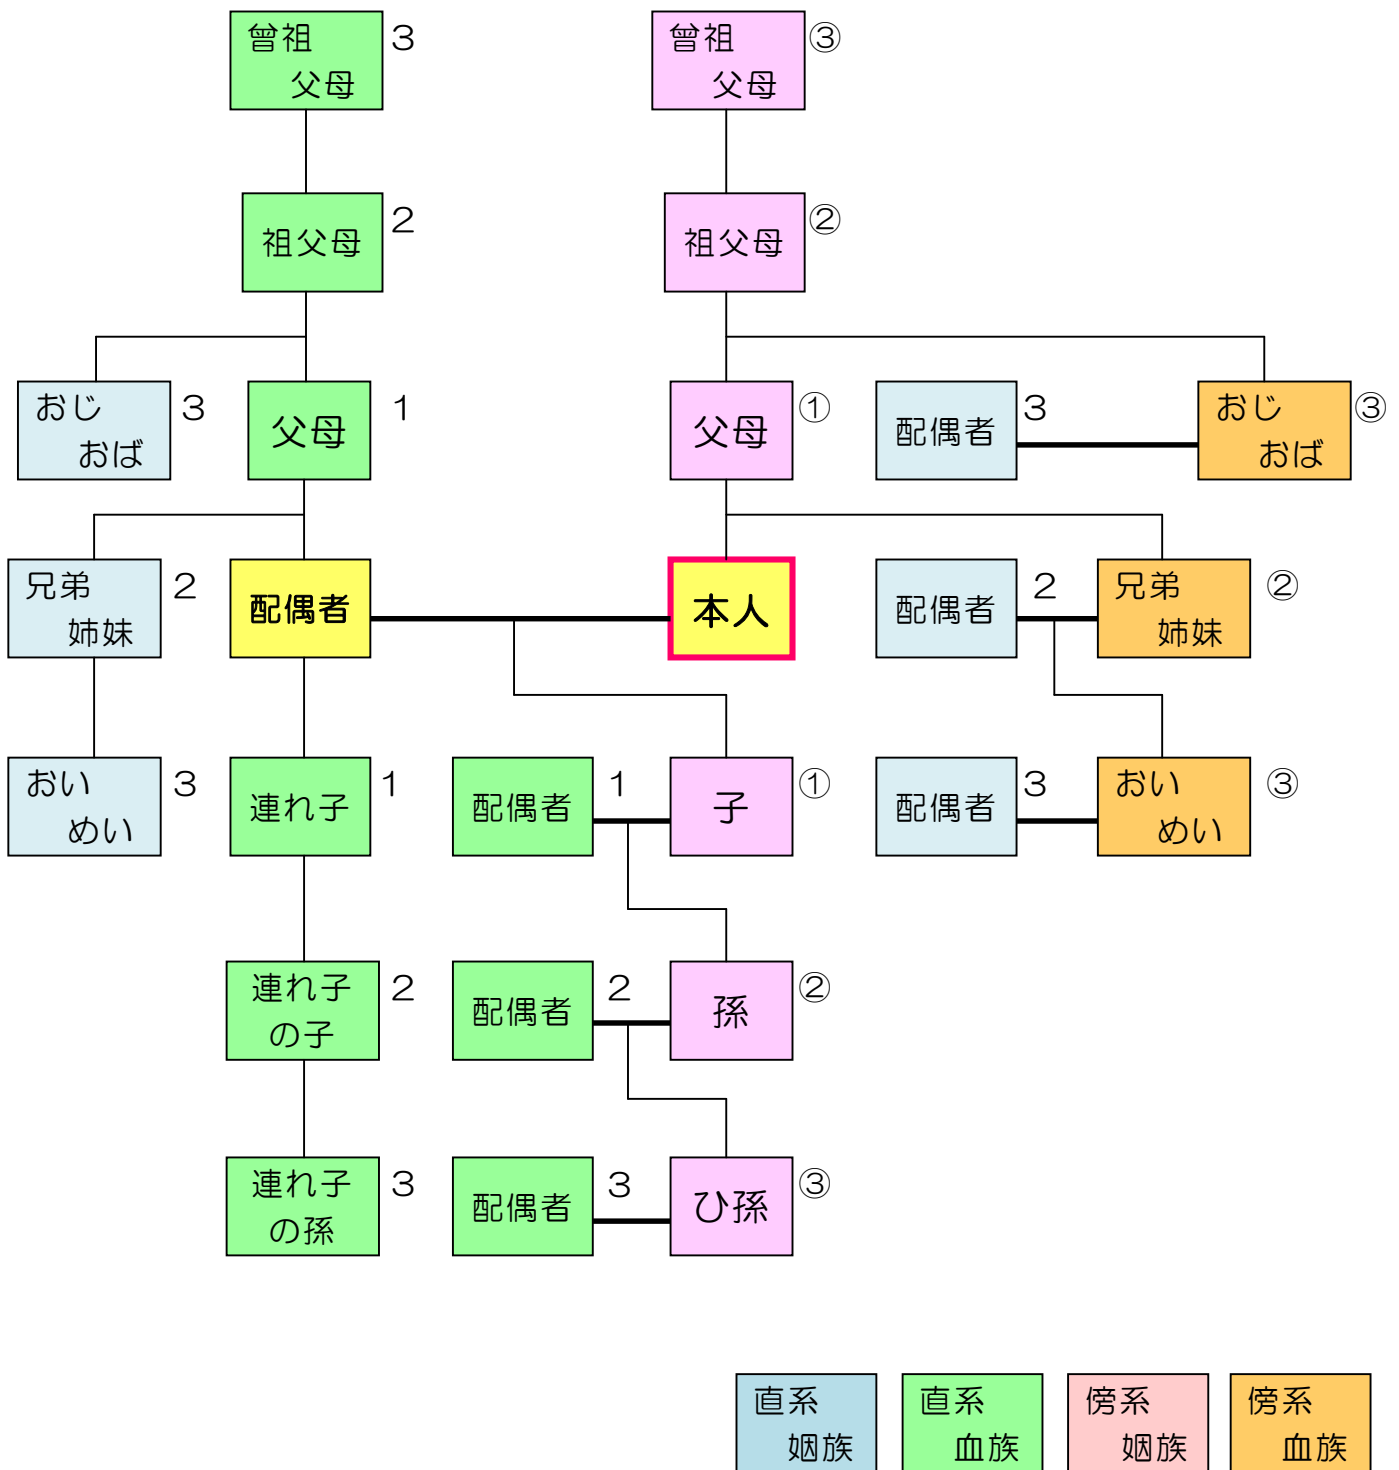 曾祖
父母
3
曾祖
父母
③
祖父母
2
祖父母
②
おじ
おば
3
父母
1
父母
①
配偶者
3
おじ
おば
③
兄弟
姉妹
2
配偶者
本人
配偶者
2
兄弟
姉妹
②
おい
めい
3
連れ子
1
配偶者
1
子
①
配偶者
3
おい
めい
③
連れ子
の子
2
配偶者
2
孫
②
連れ子
の孫
3
配偶者
3
ひ孫
③
直系
姻族
直系
血族
傍系
姻族
傍系
血族